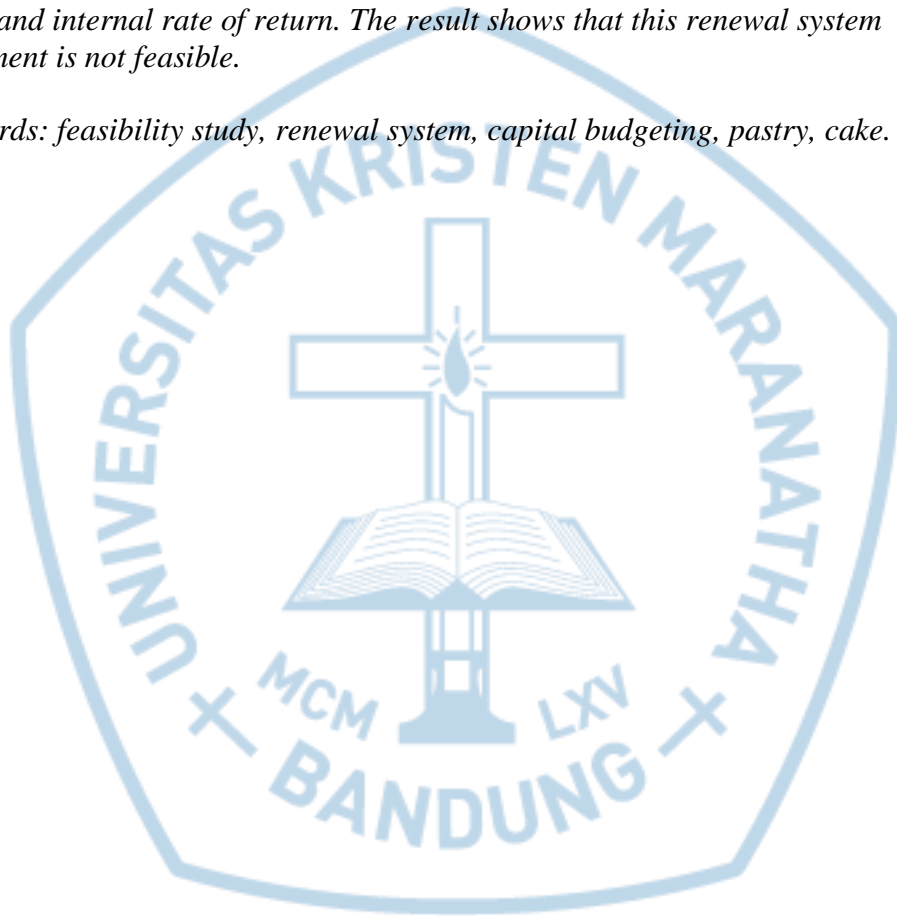 and internal rate of return. The result shows that this renewal system
ment is not feasible.
rds: feasibility study, renewal system, capital budgeting, pastry, cake.
UNIVERSITAS KRISTEN MARANATHA
MCM LXV
BANDUNG